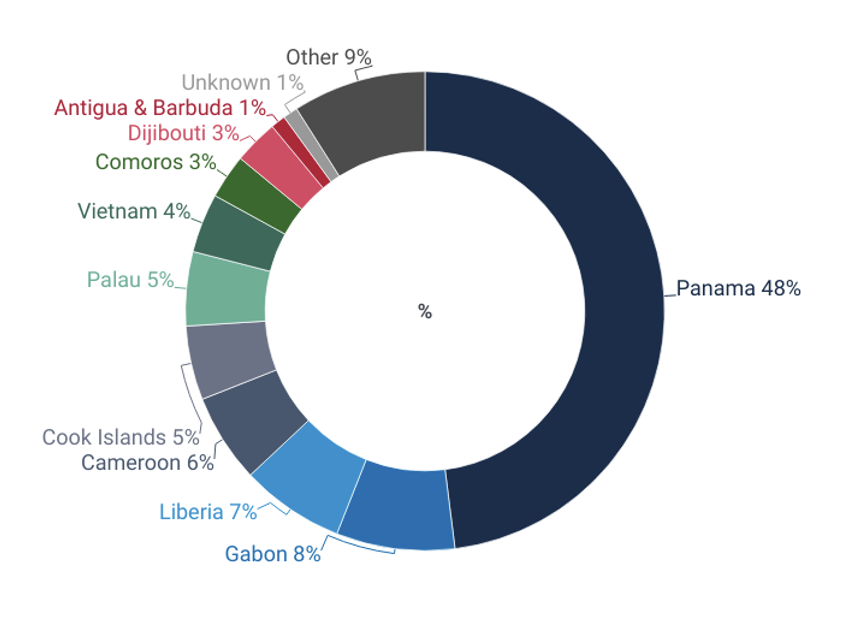 Other 9%
Unknown 1%
Antigua & Barbuda 1%
Dijibouti 3%
Comoros 3%
Vietnam 4%
Palau 5%
Panama 48%
%
Cook Islands 5%
Cameroon 6%
Liberia 7%
Gabon 8%